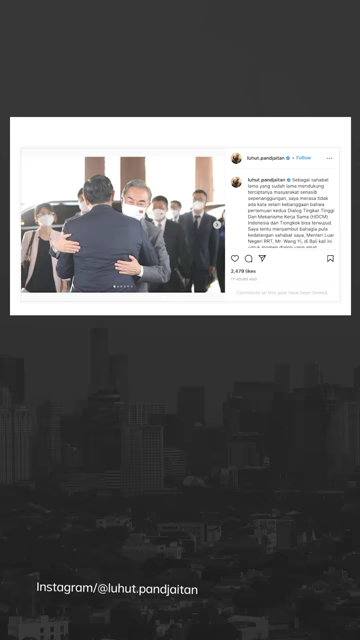 luhut.pandjaitan • Follow
luhut.pandjaitan Sebagai sahabat
lama yang sudah lama mendukung
terciptanya masyarakat senasib
sepenanggungan, saya merasa tidak
ada kata selain kebanggaan bahwa
pertemuan kedua Dialog Tingkat Tinggi
Dan Mekanisme Kerja Sama (HDCM)
Indonesia dan Tiongkok bisa terwujud.
Saya tentu menyambut bahagia pula
kedatangan sahabat saya, Menteri Luar
Negeri RRT, Mr. Wang Yi, di Bali kali ini
2,479 likes
17 HOURS AGO
Comments on this post have been limited.
Instagram/@luhut.pandjaitan